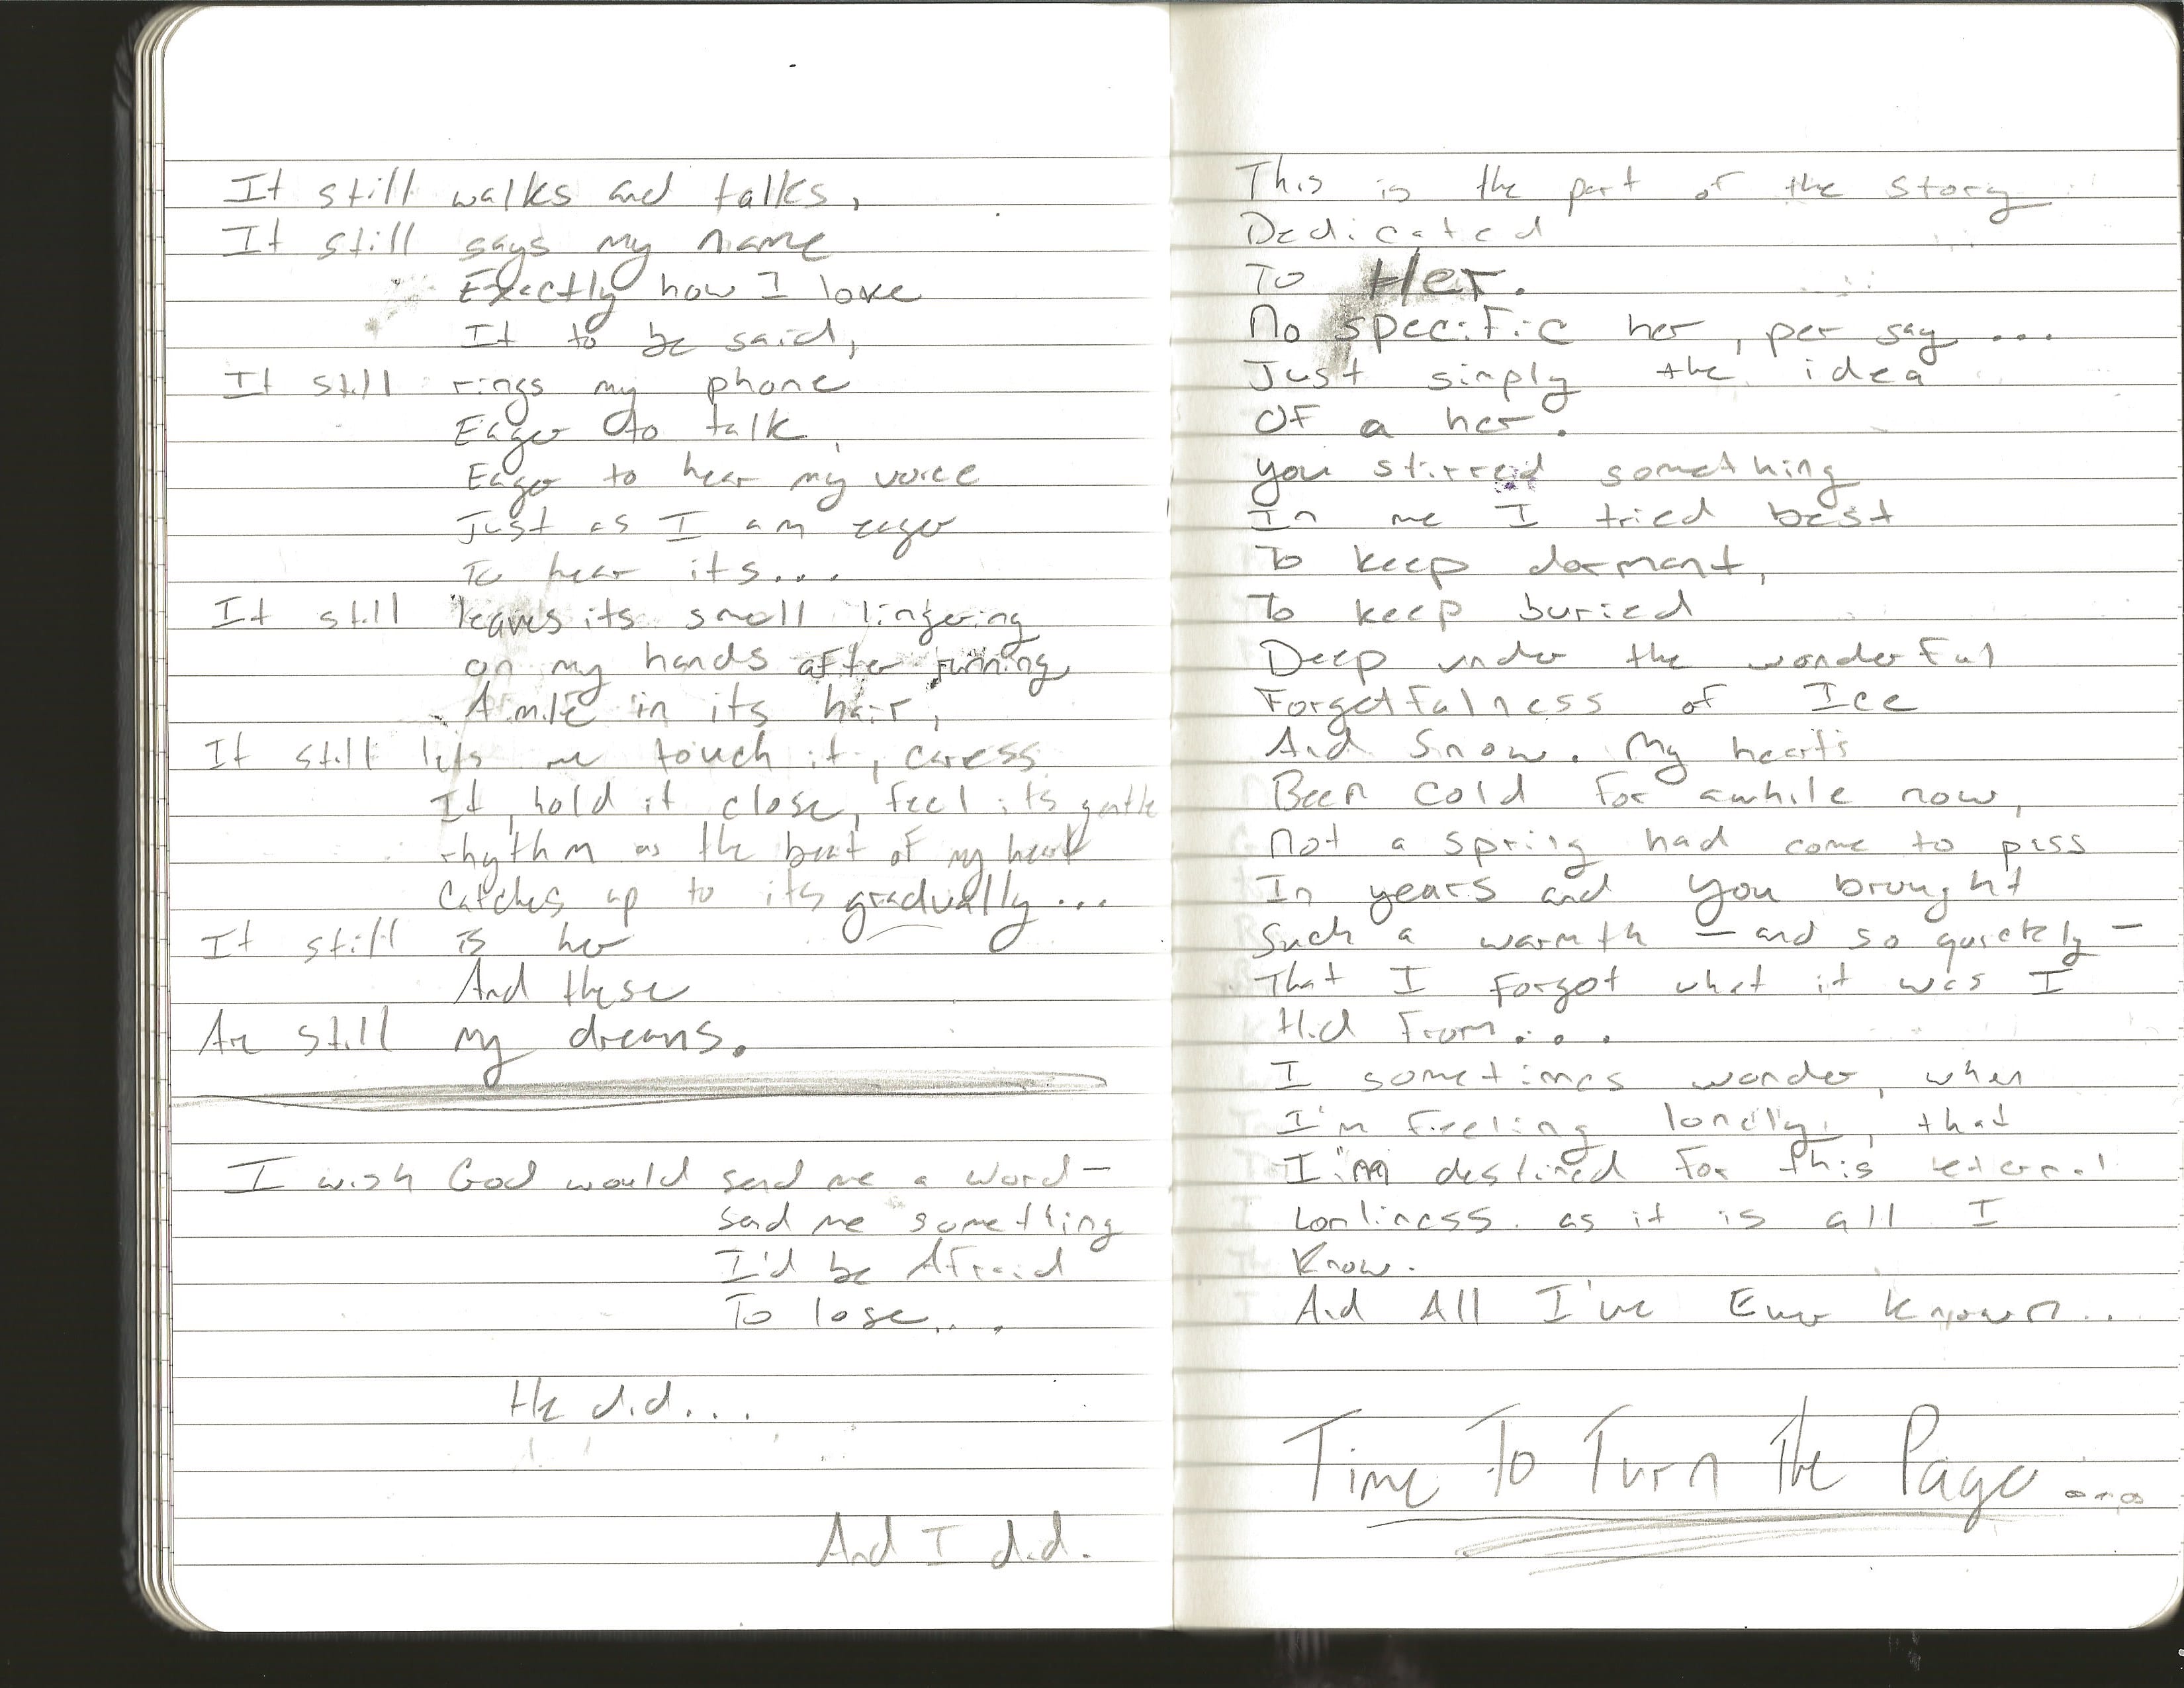 It still walks and talks,
It still says my name
Exactly how I love
It to be said,
It still rings my phone
Eager to talk,
Eager to hear my voice
Just as I am eager
To hear its...
It still leaves its smell lingering
on my hands after running
A mile in its hair,
It still lets me touch it, caress
It, hold it close, feel its gentle
rhythm as the beat of my heart
Catches up to its gradually...
It still is her
And these
Are still my dreams.
I wish God would send me a word—
send me something
I'd be Afraid
To lose...
He did...
And I did.
This is the part of the story
Dedicated
To Her.
No specific her, per say...
Just simply the idea
Of a her.
you stirred something
In me I tried best
To keep dormant,
To keep buried
Deep under the wonderful
Forgetfulness of Ice
And Snow. My heart's
Been cold for awhile now,
Not a spring had come to pass
In years and you brought
Such a warmth — and so quickly —
That I forgot what it was I
Hid from...
I sometimes wonder, when
I'm feeling lonely, that
I'm destined for this eternal
Lonliness. as it is all I
Know.
And All I've Ever known..
Time To Turn The Page....